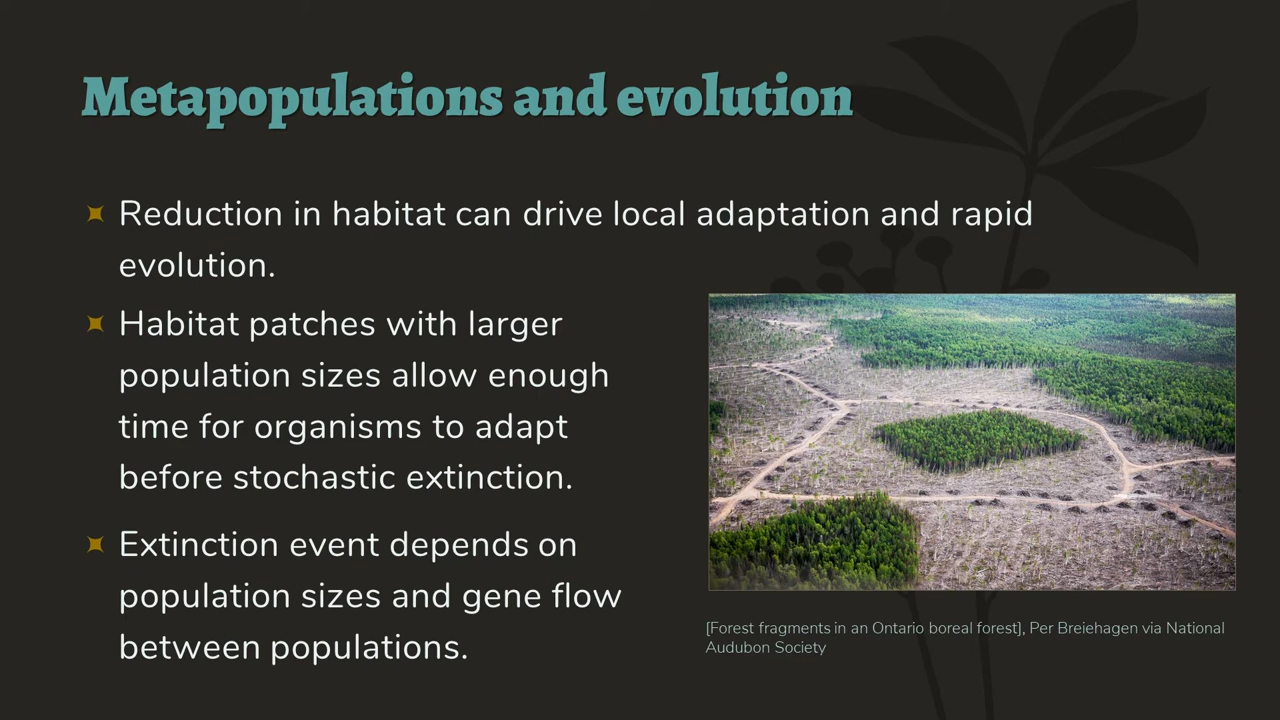 Metapopulations and evolution
Reduction in habitat can drive local adaptation and rapid
evolution.
Habitat patches with larger
population sizes allow enough
time for organisms to adapt
before stochastic extinction.
Extinction event depends on
population sizes and gene flow
between populations.
[Forest fragments in an Ontario boreal forest], Per Breiehagen via National
Audubon Society